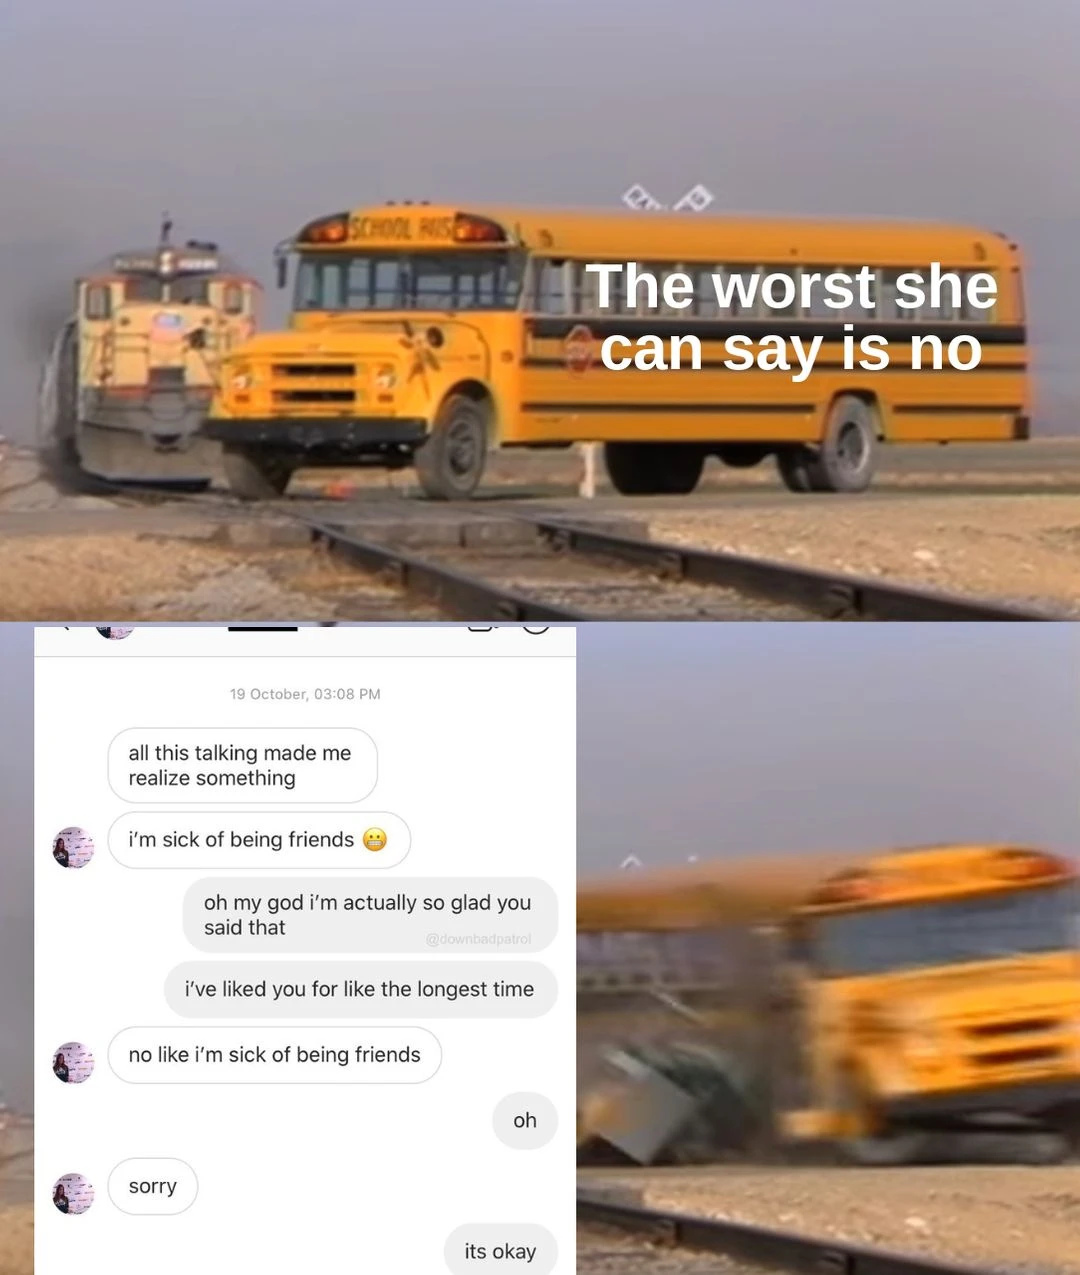 SCHOOL BUS
The worst she
can say is no
19 October, 03:08 PM
all this talking made me
realize something
i'm sick of being friends 😬
oh my god i'm actually so glad you
said that
@downbadpatrol
i've liked you for like the longest time
no like i'm sick of being friends
oh
sorry
its okay